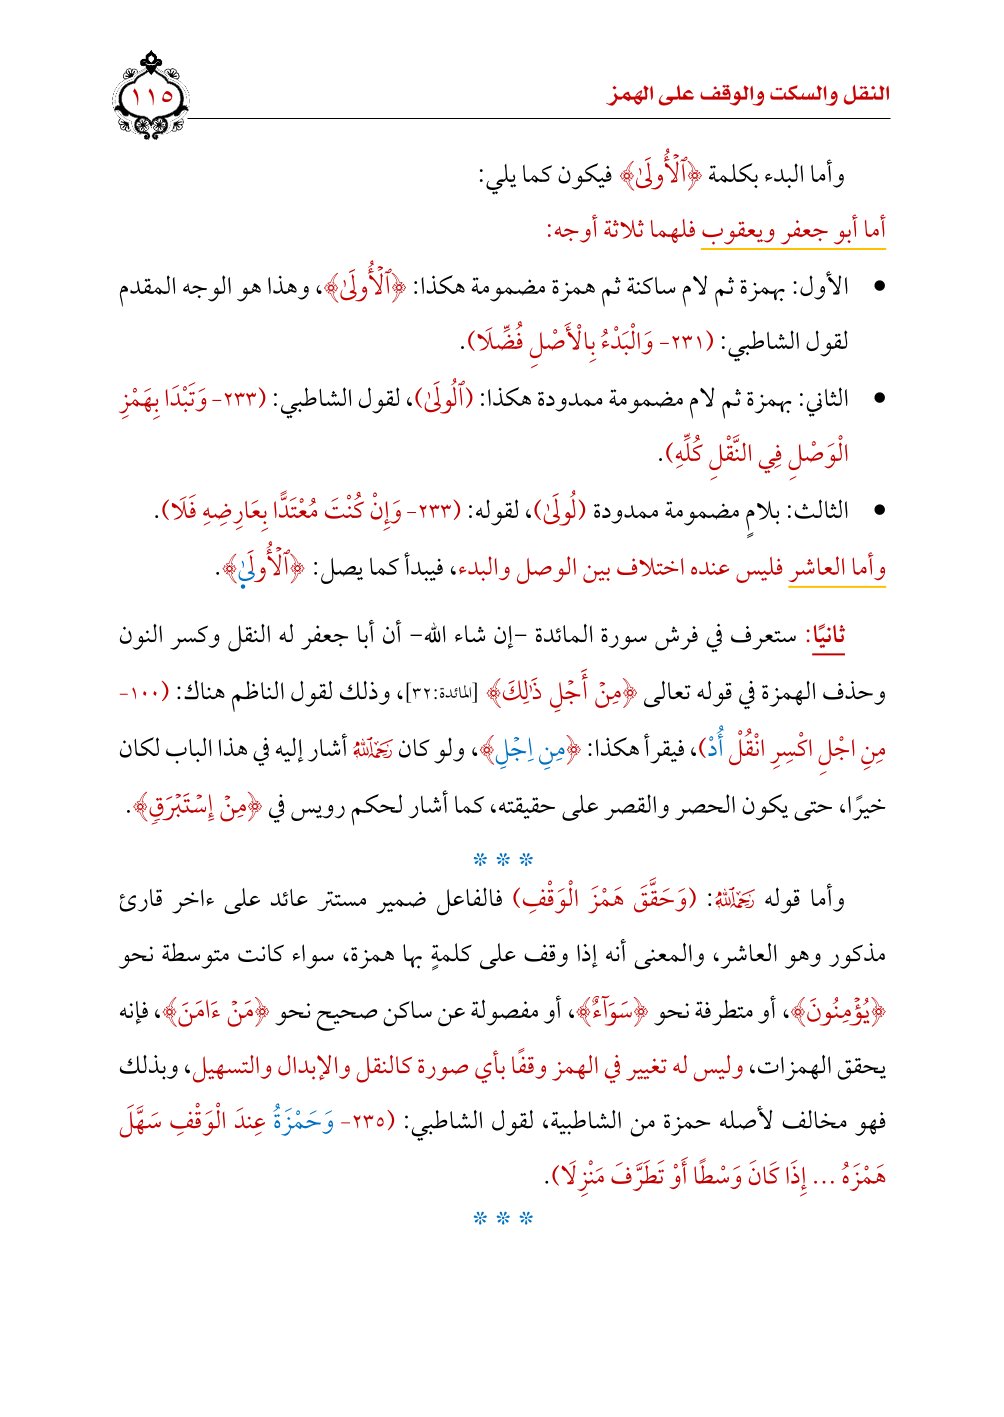 النقل والسكت والوقف على الهمز
١١٥
وأما البدء بكلمة ﴿ٱلۡأُولَىٰ﴾ فيكون كما يلي:
أما أبو جعفر ويعقوب فلهما ثلاثة أوجه:
• الأول: بهمزة ثم لام ساكنة ثم همزة مضمومة هكذا: ﴿ٱلۡأُولَىٰ﴾، وهذا هو الوجه المقدم
لقول الشاطبي: (٢٣١- وَالْبَدْءُ بِالْأَصْلِ فُضِّلَا).
• الثاني: بهمزة ثم لام مضمومة ممدودة هكذا: (ٱلُولَىٰ)، لقول الشاطبي: (٢٣٣- وَتَبْدَا بِهَمْزِ
الْوَصْلِ فِي النَّقْلِ كُلِّهِ).
• الثالث: بلامٍ مضمومة ممدودة (لُولَىٰ)، لقوله: (٢٣٣- وَإِنْ كُنْتَ مُعْتَدًّا بِعَارِضِهِ فَلَا).
وأما العاشر فليس عنده اختلاف بين الوصل والبدء، فيبدأ كما يصل: ﴿ٱلۡأُولَىٰ﴾.
ثانيًا: ستعرف في فرش سورة المائدة -إن شاء الله- أن أبا جعفر له النقل وكسر النون
وحذف الهمزة في قوله تعالى ﴿مِنۡ أَجۡلِ ذَٰلِكَ﴾ [المائدة:٣٢]، وذلك لقول الناظم هناك: (١٠٠-
مِنِ اجْلِ اكْسِرِ انْقُلْ أُدْ)، فيقرأ هكذا: ﴿مِنِ اِجۡلِ﴾، ولو كان رَحِمَهُ ٱللَّهُ أشار إليه في هذا الباب لكان
خيرًا، حتى يكون الحصر والقصر على حقيقته، كما أشار لحكم رويس في ﴿مِنۡ إِسۡتَبۡرَقٖ﴾.
* * *
وأما قوله رَحِمَهُ ٱللَّهُ: (وَحَقَّقَ هَمْزَ الْوَقْفِ) فالفاعل ضمير مستتر عائد على ءاخر قارئ
مذكور وهو العاشر، والمعنى أنه إذا وقف على كلمةٍ بها همزة، سواء كانت متوسطة نحو
﴿يُؤۡمِنُونَ﴾، أو متطرفة نحو ﴿سَوَآءٌ﴾، أو مفصولة عن ساكن صحيح نحو ﴿مَنۡ ءَامَنَ﴾، فإنه
يحقق الهمزات، وليس له تغيير في الهمز وقفًا بأي صورة كالنقل والإبدال والتسهيل، وبذلك
فهو مخالف لأصله حمزة من الشاطبية، لقول الشاطبي: (٢٣٥- وَحَمْزَةُ عِندَ الْوَقْفِ سَهَّلَ
هَمْزَهُ ... إِذَا كَانَ وَسْطًا أَوْ تَطَرَّفَ مَنْزِلَا).
* * *